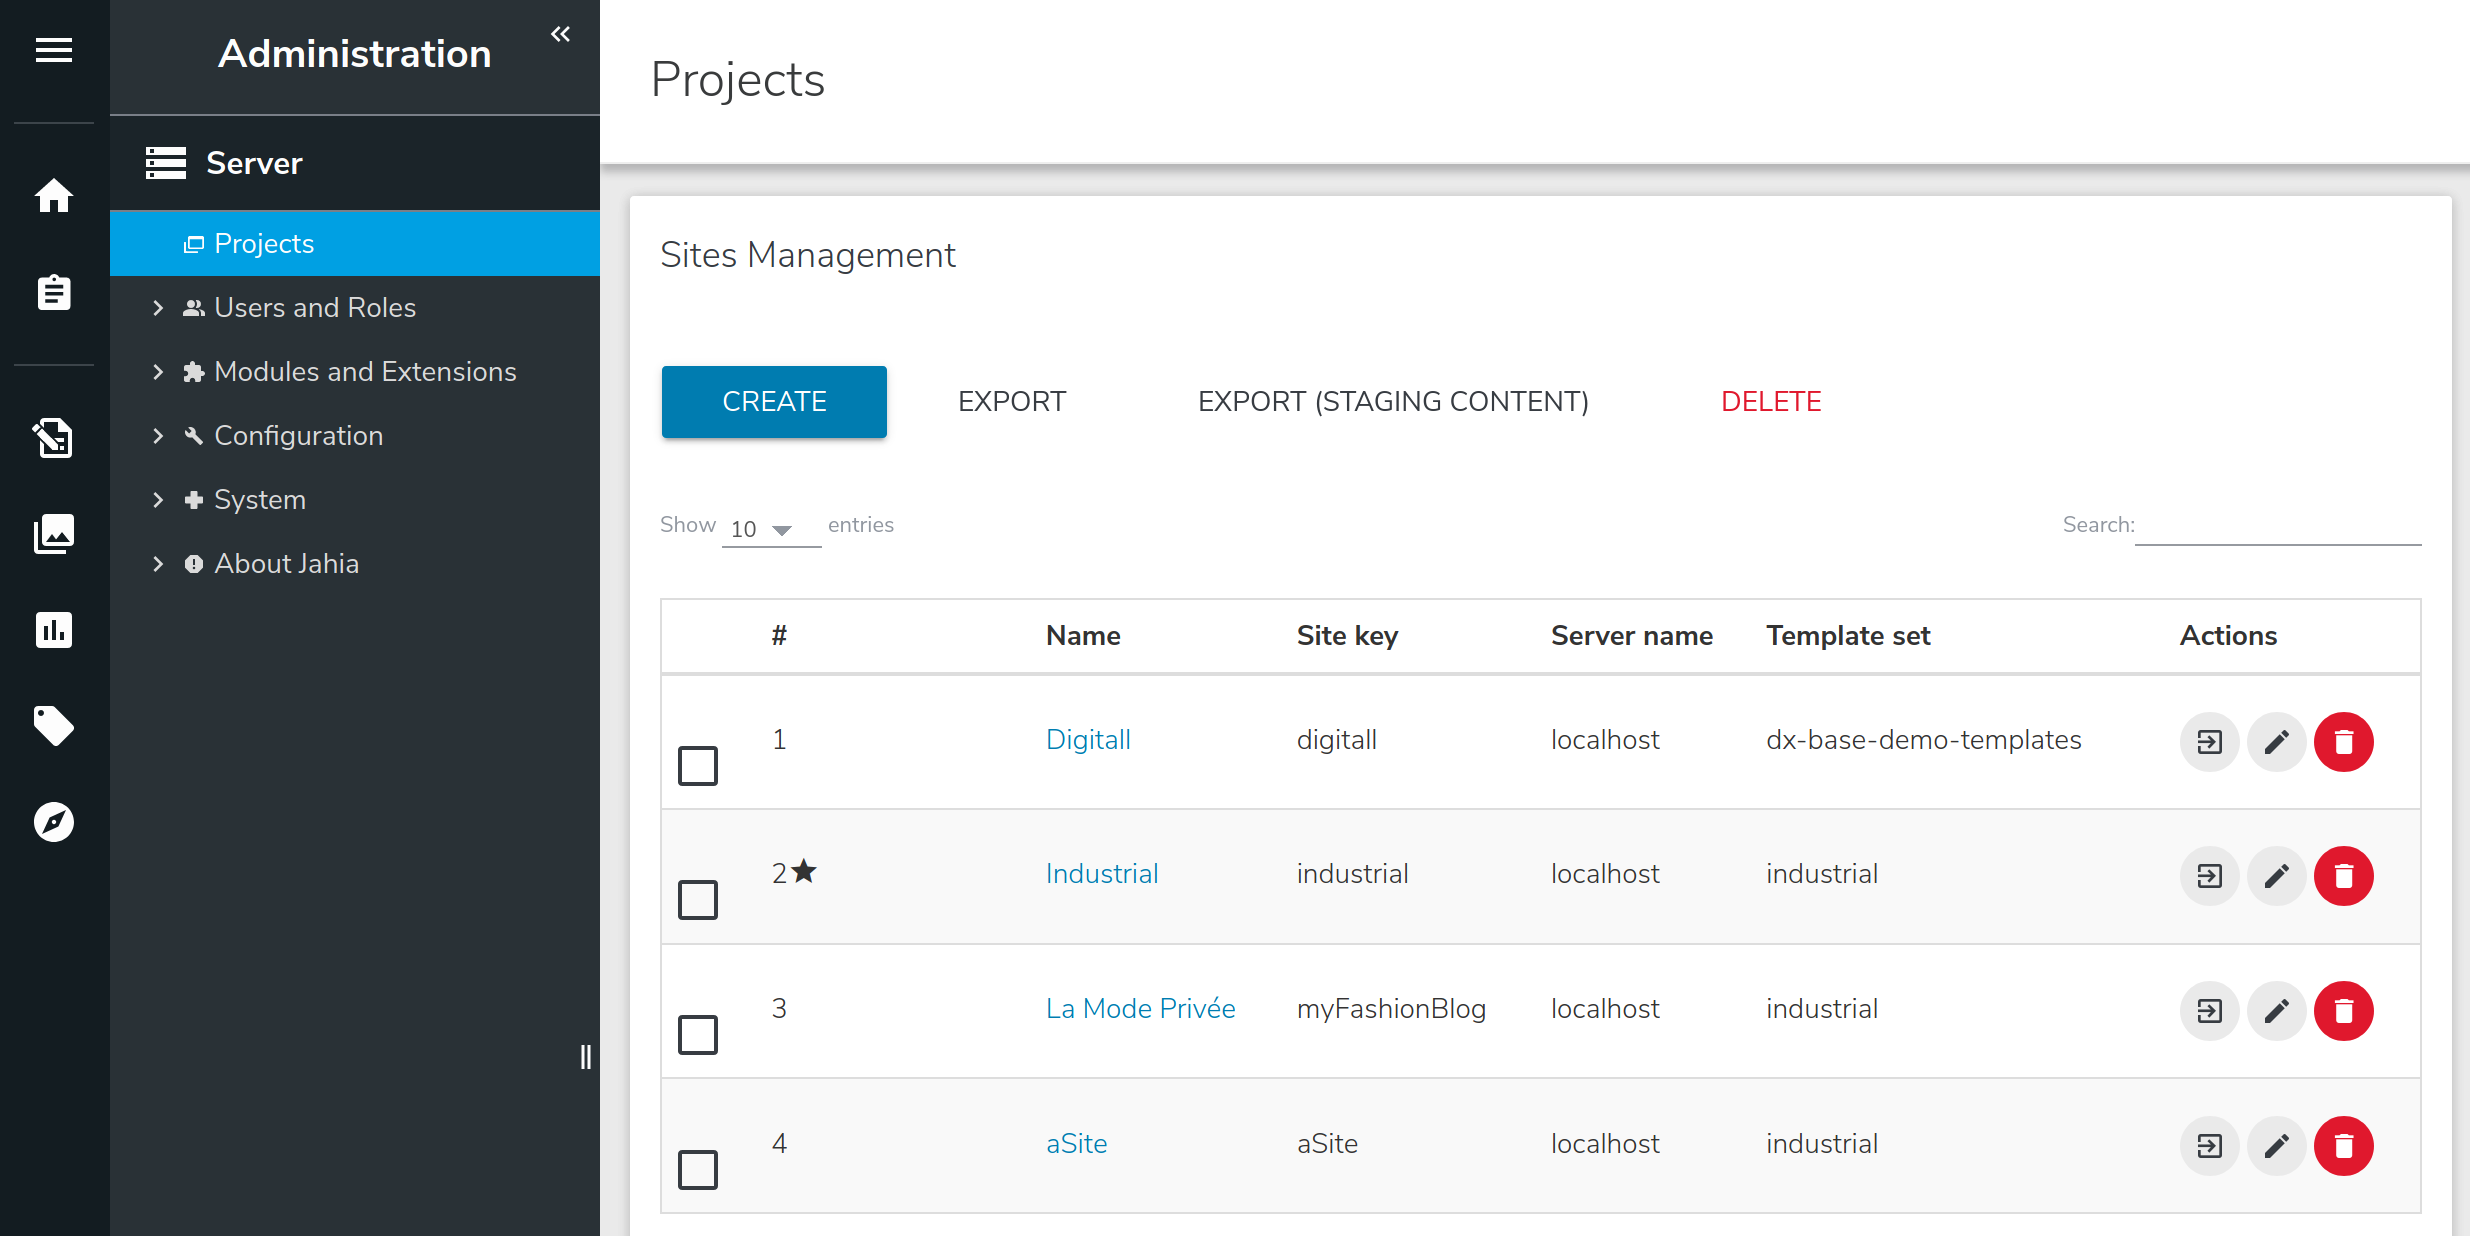 Administration
Server
Projects
Users and Roles
Modules and Extensions
Configuration
System
About Jahia
Projects
Sites Management
CREATE EXPORT EXPORT (STAGING CONTENT) DELETE
Show 10 entries Search:
# Name Site key Server name Template set Actions
1 Digitall digitall localhost dx-base-demo-templates
2 Industrial industrial localhost industrial
3 La Mode Privée myFashionBlog localhost industrial
4 aSite aSite localhost industrial